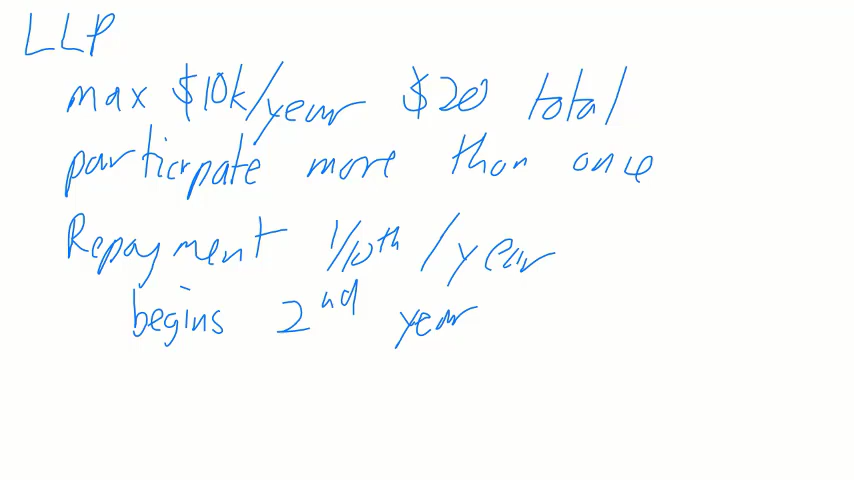 LLP
max $10k/year $20 total
participate more than once
Repayment 1/10th /year
begins 2nd year